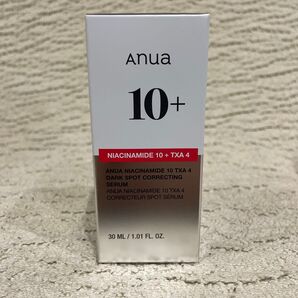 Anua
10+
NIACINAMIDE 10 + TXA 4
ANUA NIACINAMIDE 10 TXA 4
DARK SPOT CORRECTING
SERUM
ANUA NIACINAMIDE 10 TXA 4
CORRECTEUR SPOT SÉRUM
30 ML / 1.01 FL. OZ.